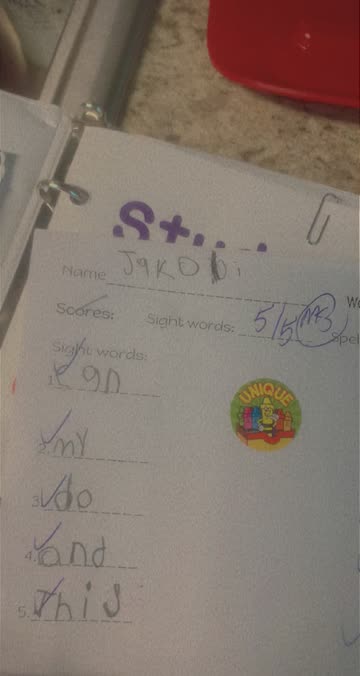 Stu
Name Jakobi
Scores: Sight words: 5/5
Spel
Sight words:
UNIQUE
1. can
2. my
3. do
4. and
5. This